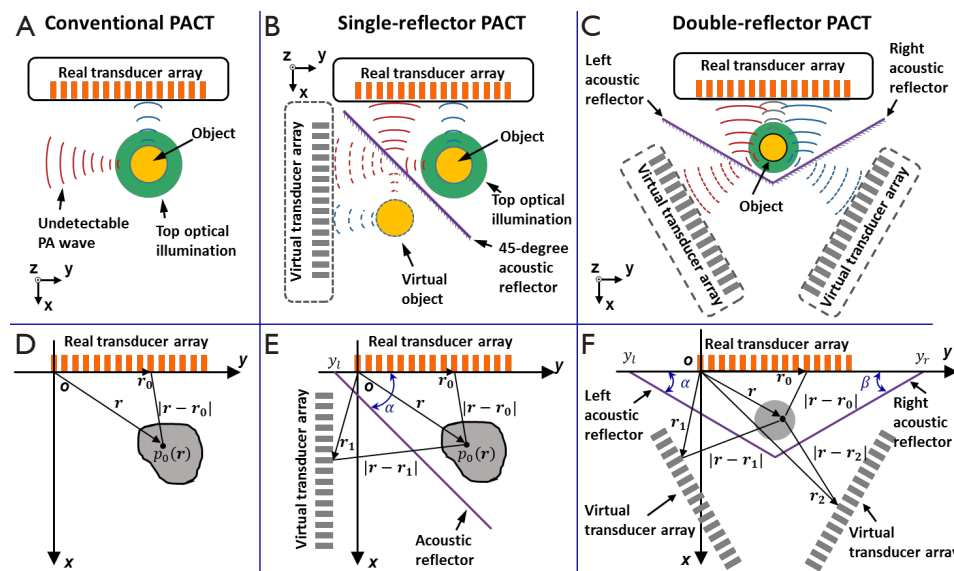 A Conventional PACT
Real transducer array
z
y
x
Object
Undetectable
PA wave
Top optical
illumination
z
y
x
B Single-reflector PACT
z
y
x
Real transducer array
Virtual transducer array
Object
Top optical
illumination
45-degree
acoustic
reflector
Virtual
object
C Double-reflector PACT
Left
acoustic
reflector
Real transducer array
Right
acoustic
reflector
Object
Virtual transducer array
Virtual transducer array
z
y
x
D
Real transducer array
y
o
r₀
r
|r − r₀|
p₀(r)
x
E
Real transducer array
yₗ
y
o
r₀
α
r
|r − r₀|
r₁
p₀(r)
|r − r₁|
Virtual transducer array
Acoustic
reflector
x
F
Real transducer array
yₗ
o
yᵣ
y
α
r₀
β
r
|r − r₀|
Left acoustic
reflector
Right
acoustic
reflector
r₁
|r − r₁|
|r − r₂|
r₂
Virtual
transducer array
Virtual
transducer array
x